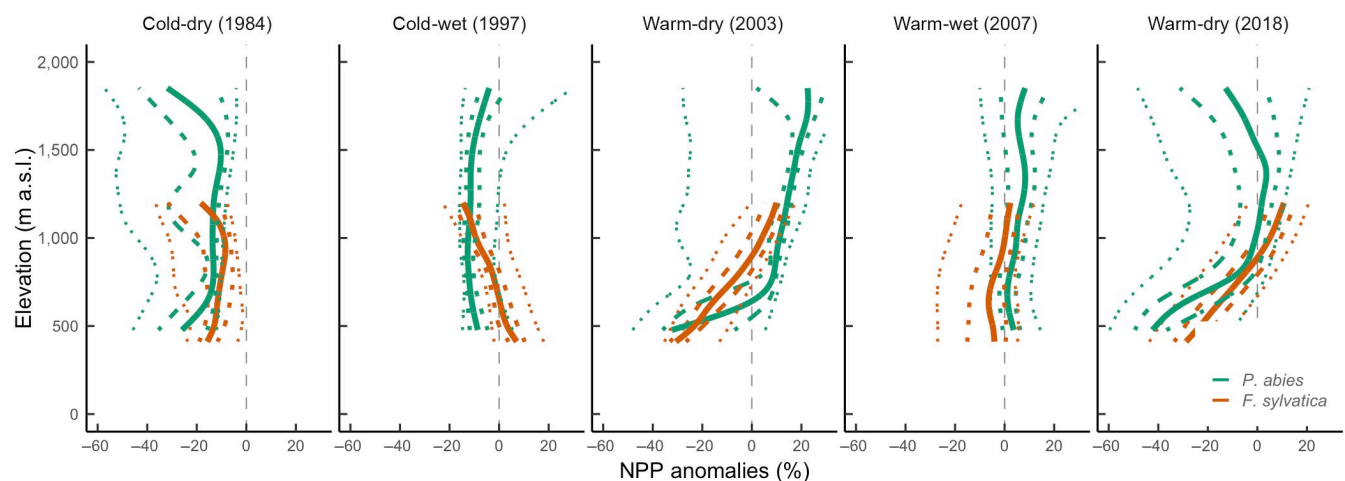 Cold-dry (1984)
Cold-wet (1997)
Warm-dry (2003)
Warm-wet (2007)
Warm-dry (2018)
Elevation (m a.s.l.)
2,000
1,500
1,000
500
0
P. abies
F. sylvatica
−60 −40 −20 0 20
−60 −40 −20 0 20
−60 −40 −20 0 20
−60 −40 −20 0 20
−60 −40 −20 0 20
NPP anomalies (%)